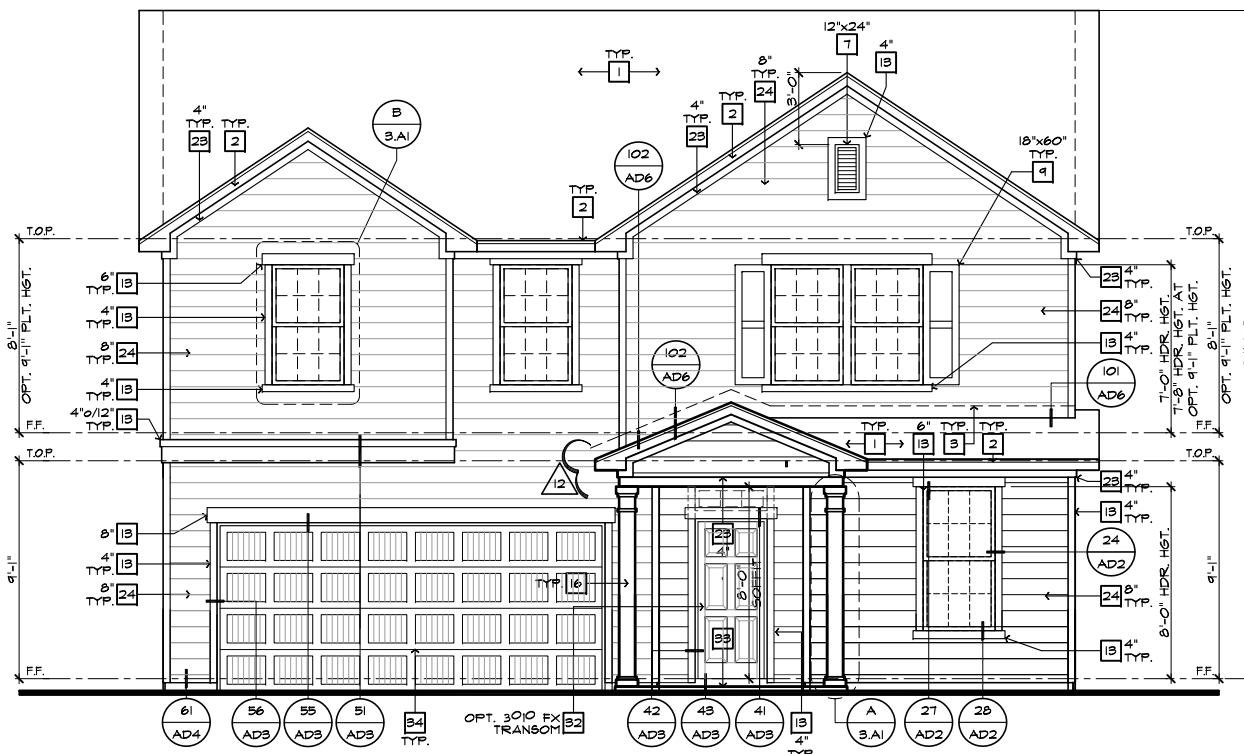 12"x24"
7
4"
13
TYP.
1
8"
TYP.
24
3'-0"
TYP.
2
4"
TYP.
23
B
3.A1
4"
TYP.
23
TYP.
2
102
AD6
18"x60"
TYP.
9
TYP.
2
T.O.P.
T.O.P.
6"
TYP.
13
4"
TYP.
13
8"
TYP.
24
4"
TYP.
13
4"o/12"
TYP.
13
8'-1"
OPT. 9'-1" PLT. HGT.
23
4"
TYP.
24
8"
TYP.
13
4"
TYP.
7'-0" HDR. HGT.
7'-8" HDR. HGT. AT
OPT. 9'-1" PLT. HGT.
8'-1"
OPT. 9'-1" PLT. HGT.
102
AD6
101
AD6
F.F.
F.F.
T.O.P.
T.O.P.
TYP.
1
6"
13
TYP.
3
TYP.
2
12
23
4"
TYP.
13
4"
TYP.
24
AD2
24
8"
TYP.
13
4"
TYP.
8'-0" HDR. HGT.
9'-1"
9'-1"
8"
13
4"
TYP.
13
8"
TYP.
24
TYP.
16
23
4"
8'-0"
SOFFIT
33
F.F.
F.F.
61
AD4
56
AD3
55
AD3
51
AD3
34
TYP.
OPT. 3010 FX
TRANSOM
32
42
AD3
43
AD3
41
AD3
13
4"
TYP.
A
3.A1
27
AD2
28
AD2